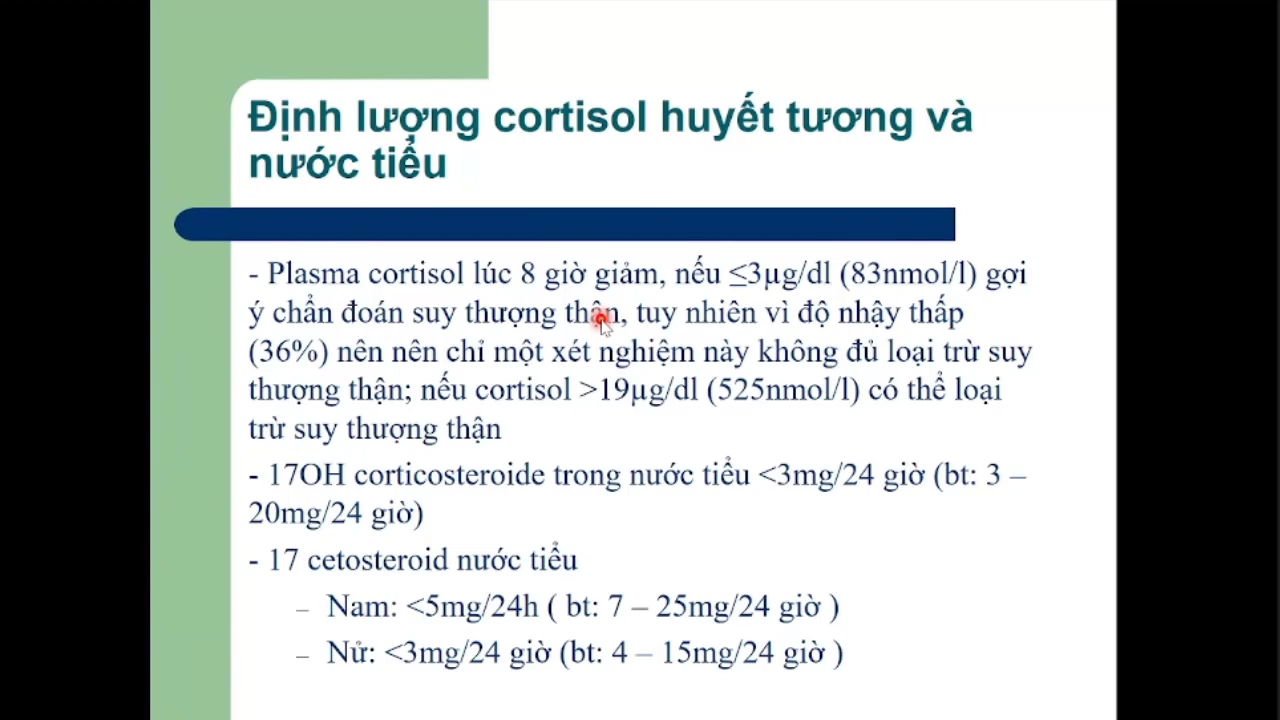 Định lượng cortisol huyết tương và
nước tiểu
- Plasma cortisol lúc 8 giờ giảm, nếu ≤3µg/dl (83nmol/l) gợi
ý chẩn đoán suy thượng thận, tuy nhiên vì độ nhậy thấp
(36%) nên nên chỉ một xét nghiệm này không đủ loại trừ suy
thượng thận; nếu cortisol >19µg/dl (525nmol/l) có thể loại
trừ suy thượng thận
- 17OH corticosteroide trong nước tiểu <3mg/24 giờ (bt: 3 –
20mg/24 giờ)
- 17 cetosteroid nước tiểu
– Nam: <5mg/24h ( bt: 7 – 25mg/24 giờ )
– Nử: <3mg/24 giờ (bt: 4 – 15mg/24 giờ )